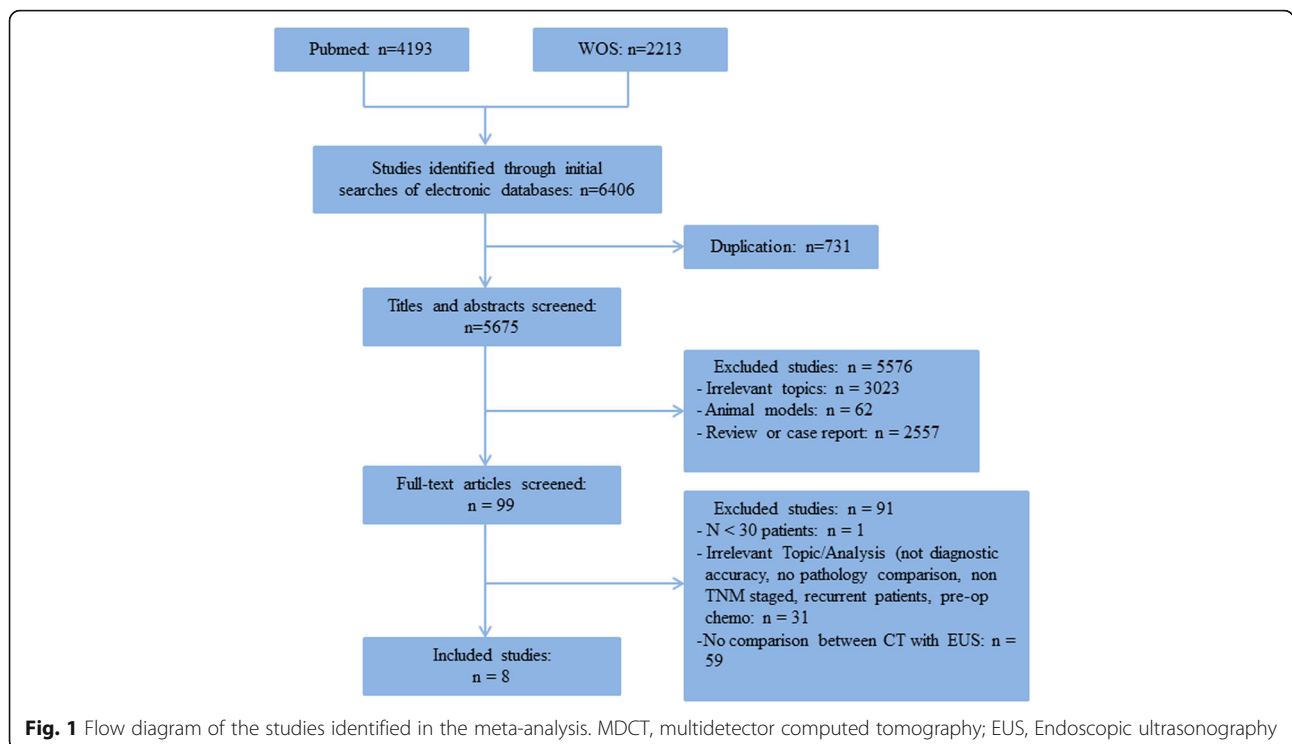 Pubmed: n=4193
WOS: n=2213
Studies identified through initial
searches of electronic databases: n=6406
Duplication: n=731
Titles and abstracts screened:
n=5675
Excluded studies: n = 5576
- Irrelevant topics: n = 3023
- Animal models: n = 62
- Review or case report: n = 2557
Full-text articles screened:
n = 99
Excluded studies: n = 91
- N < 30 patients: n = 1
- Irrelevant Topic/Analysis (not diagnostic
accuracy, no pathology comparison, non
TNM staged, recurrent patients, pre-op
chemo: n = 31
-No comparison between CT with EUS: n =
59
Included studies:
n = 8
Fig. 1 Flow diagram of the studies identified in the meta-analysis. MDCT, multidetector computed tomography; EUS, Endoscopic ultrasonography